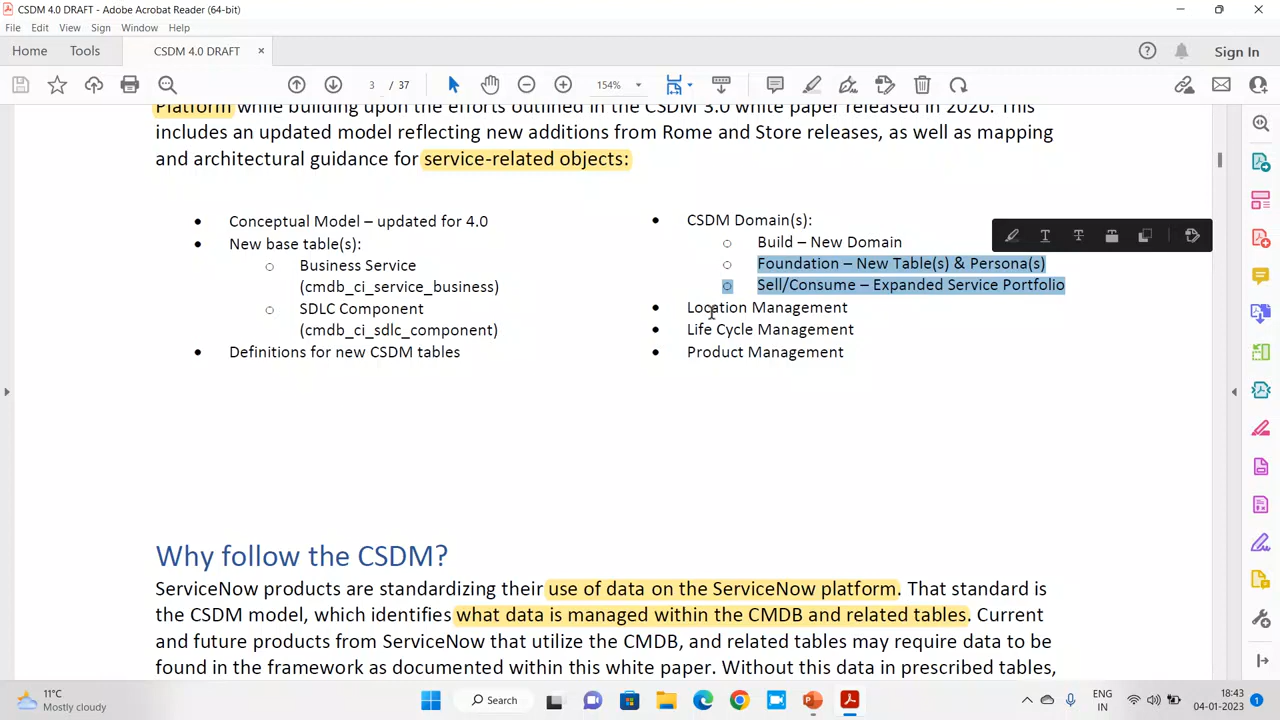 CSDM 4.0 DRAFT - Adobe Acrobat Reader (64-bit)
File Edit View Sign Window Help
Home Tools CSDM 4.0 DRAFT × Sign In
3 / 37 154%
Platform while building upon the efforts outlined in the CSDM 3.0 white paper released in 2020. This
includes an updated model reflecting new additions from Rome and Store releases, as well as mapping
and architectural guidance for service-related objects:
• Conceptual Model – updated for 4.0
• New base table(s):
○ Business Service
(cmdb_ci_service_business)
○ SDLC Component
(cmdb_ci_sdlc_component)
• Definitions for new CSDM tables
• CSDM Domain(s):
○ Build – New Domain
○ Foundation – New Table(s) & Persona(s)
○ Sell/Consume – Expanded Service Portfolio
• Location Management
• Life Cycle Management
• Product Management
Why follow the CSDM?
ServiceNow products are standardizing their use of data on the ServiceNow platform. That standard is
the CSDM model, which identifies what data is managed within the CMDB and related tables. Current
and future products from ServiceNow that utilize the CMDB, and related tables may require data to be
found in the framework as documented within this white paper. Without this data in prescribed tables,
11°C
Mostly cloudy
Search
ENG
IN
18:43
04-01-2023
1